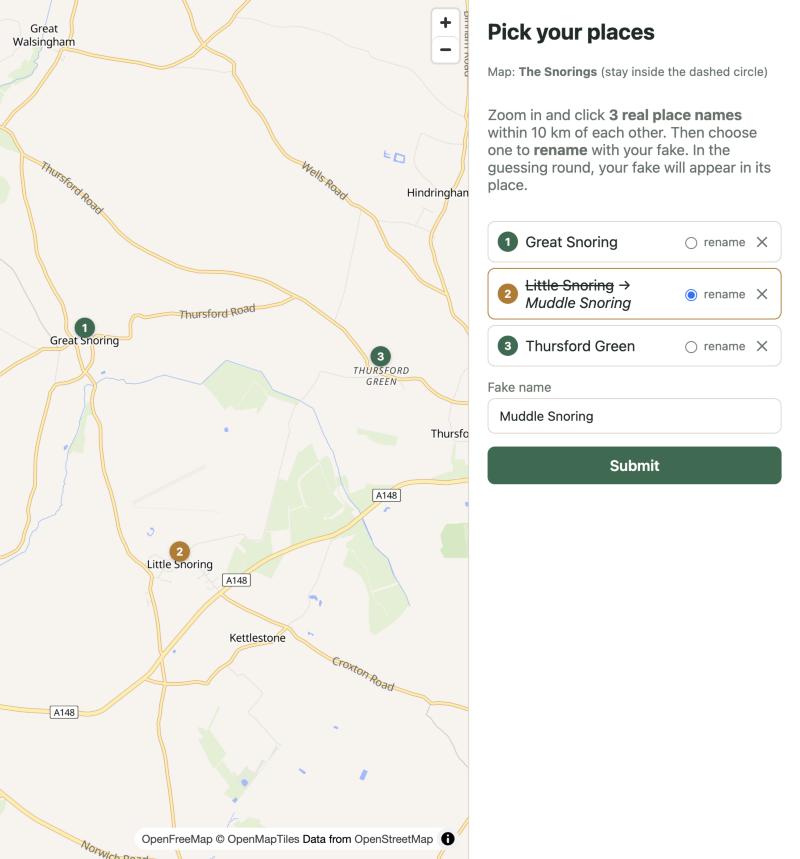 Great
Walsingham
Thursford Road
Wells Road
Hindringham
Great Snoring
1
Thursford Road
3
THURSFORD
GREEN
Thursfo
A148
2
Little Snoring
A148
Kettlestone
Croxton Road
A148
Norwich Road
OpenFreeMap © OpenMapTiles Data from OpenStreetMap
+
−
Pick your places
Map: The Snorings (stay inside the dashed circle)
Zoom in and click 3 real place names
within 10 km of each other. Then choose
one to rename with your fake. In the
guessing round, your fake will appear in its
place.
1 Great Snoring rename
2 Little Snoring →
Muddle Snoring rename
3 Thursford Green rename
Fake name
Muddle Snoring
Submit